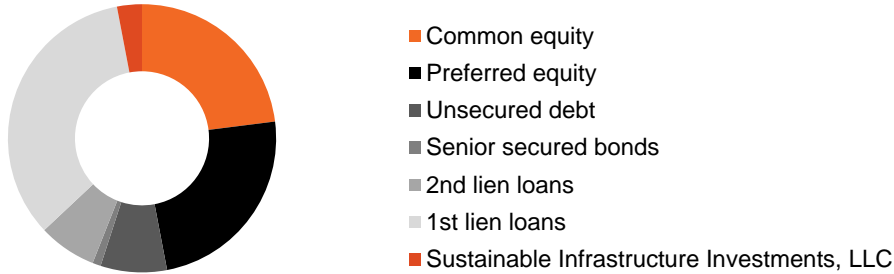 Common equity
Preferred equity
Unsecured debt
Senior secured bonds
2nd lien loans
1st lien loans
Sustainable Infrastructure Investments, LLC